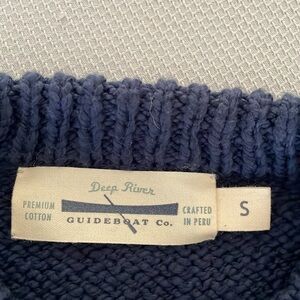 Deep River
PREMIUM COTTON
GUIDEBOAT Co.
CRAFTED IN PERU
S